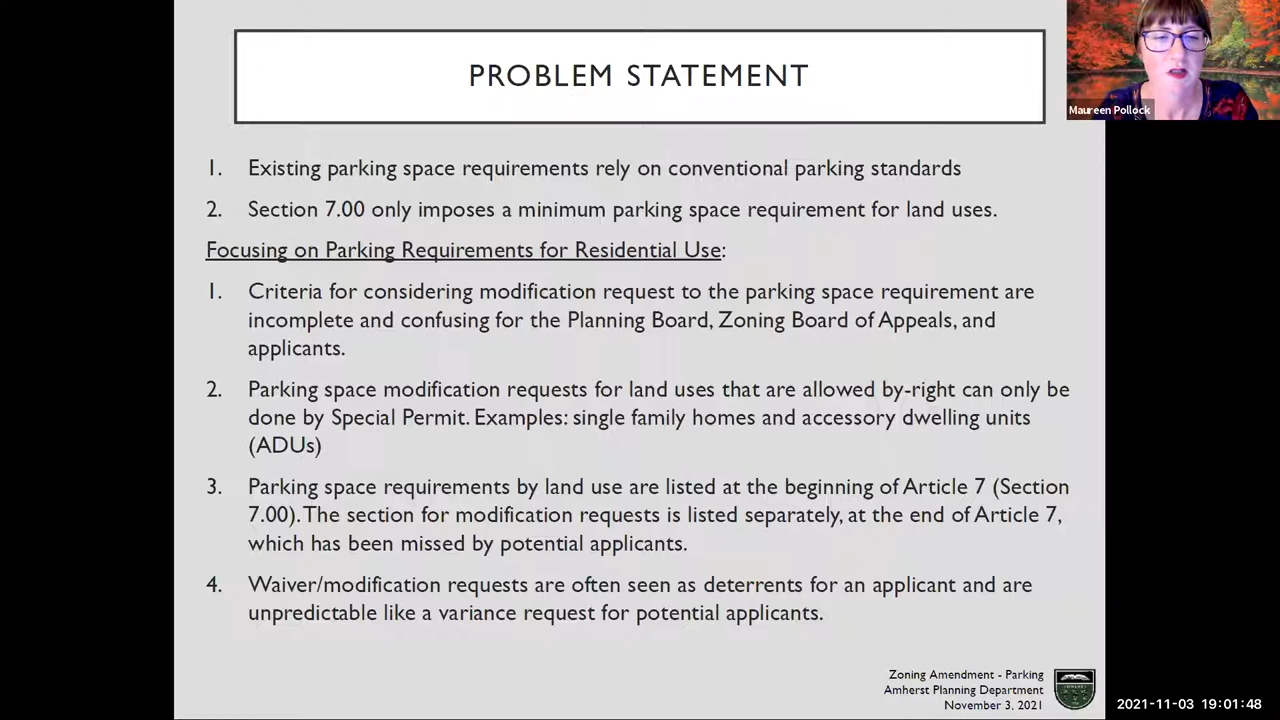 PROBLEM STATEMENT
Maureen Pollock
1. Existing parking space requirements rely on conventional parking standards
2. Section 7.00 only imposes a minimum parking space requirement for land uses.
Focusing on Parking Requirements for Residential Use:
1. Criteria for considering modification request to the parking space requirement are
incomplete and confusing for the Planning Board, Zoning Board of Appeals, and
applicants.
2. Parking space modification requests for land uses that are allowed by-right can only be
done by Special Permit. Examples: single family homes and accessory dwelling units
(ADUs)
3. Parking space requirements by land use are listed at the beginning of Article 7 (Section
7.00). The section for modification requests is listed separately, at the end of Article 7,
which has been missed by potential applicants.
4. Waiver/modification requests are often seen as deterrents for an applicant and are
unpredictable like a variance request for potential applicants.
Zoning Amendment - Parking
Amherst Planning Department
November 3, 2021
2021-11-03 19:01:48